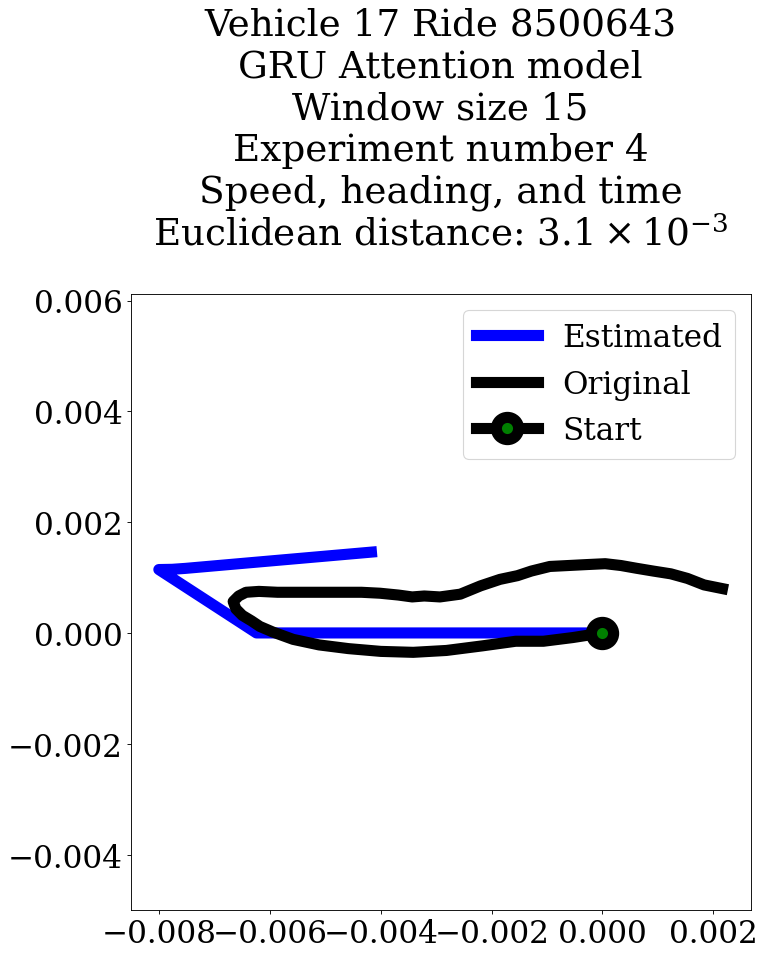 Vehicle 17 Ride 8500643
GRU Attention model
Window size 15
Experiment number 4
Speed, heading, and time
Euclidean distance: 3.1 × 10⁻³
0.006
0.004
0.002
0.000
−0.002
−0.004
Estimated
Original
Start
−0.008 −0.006 −0.004 −0.002 0.000 0.002